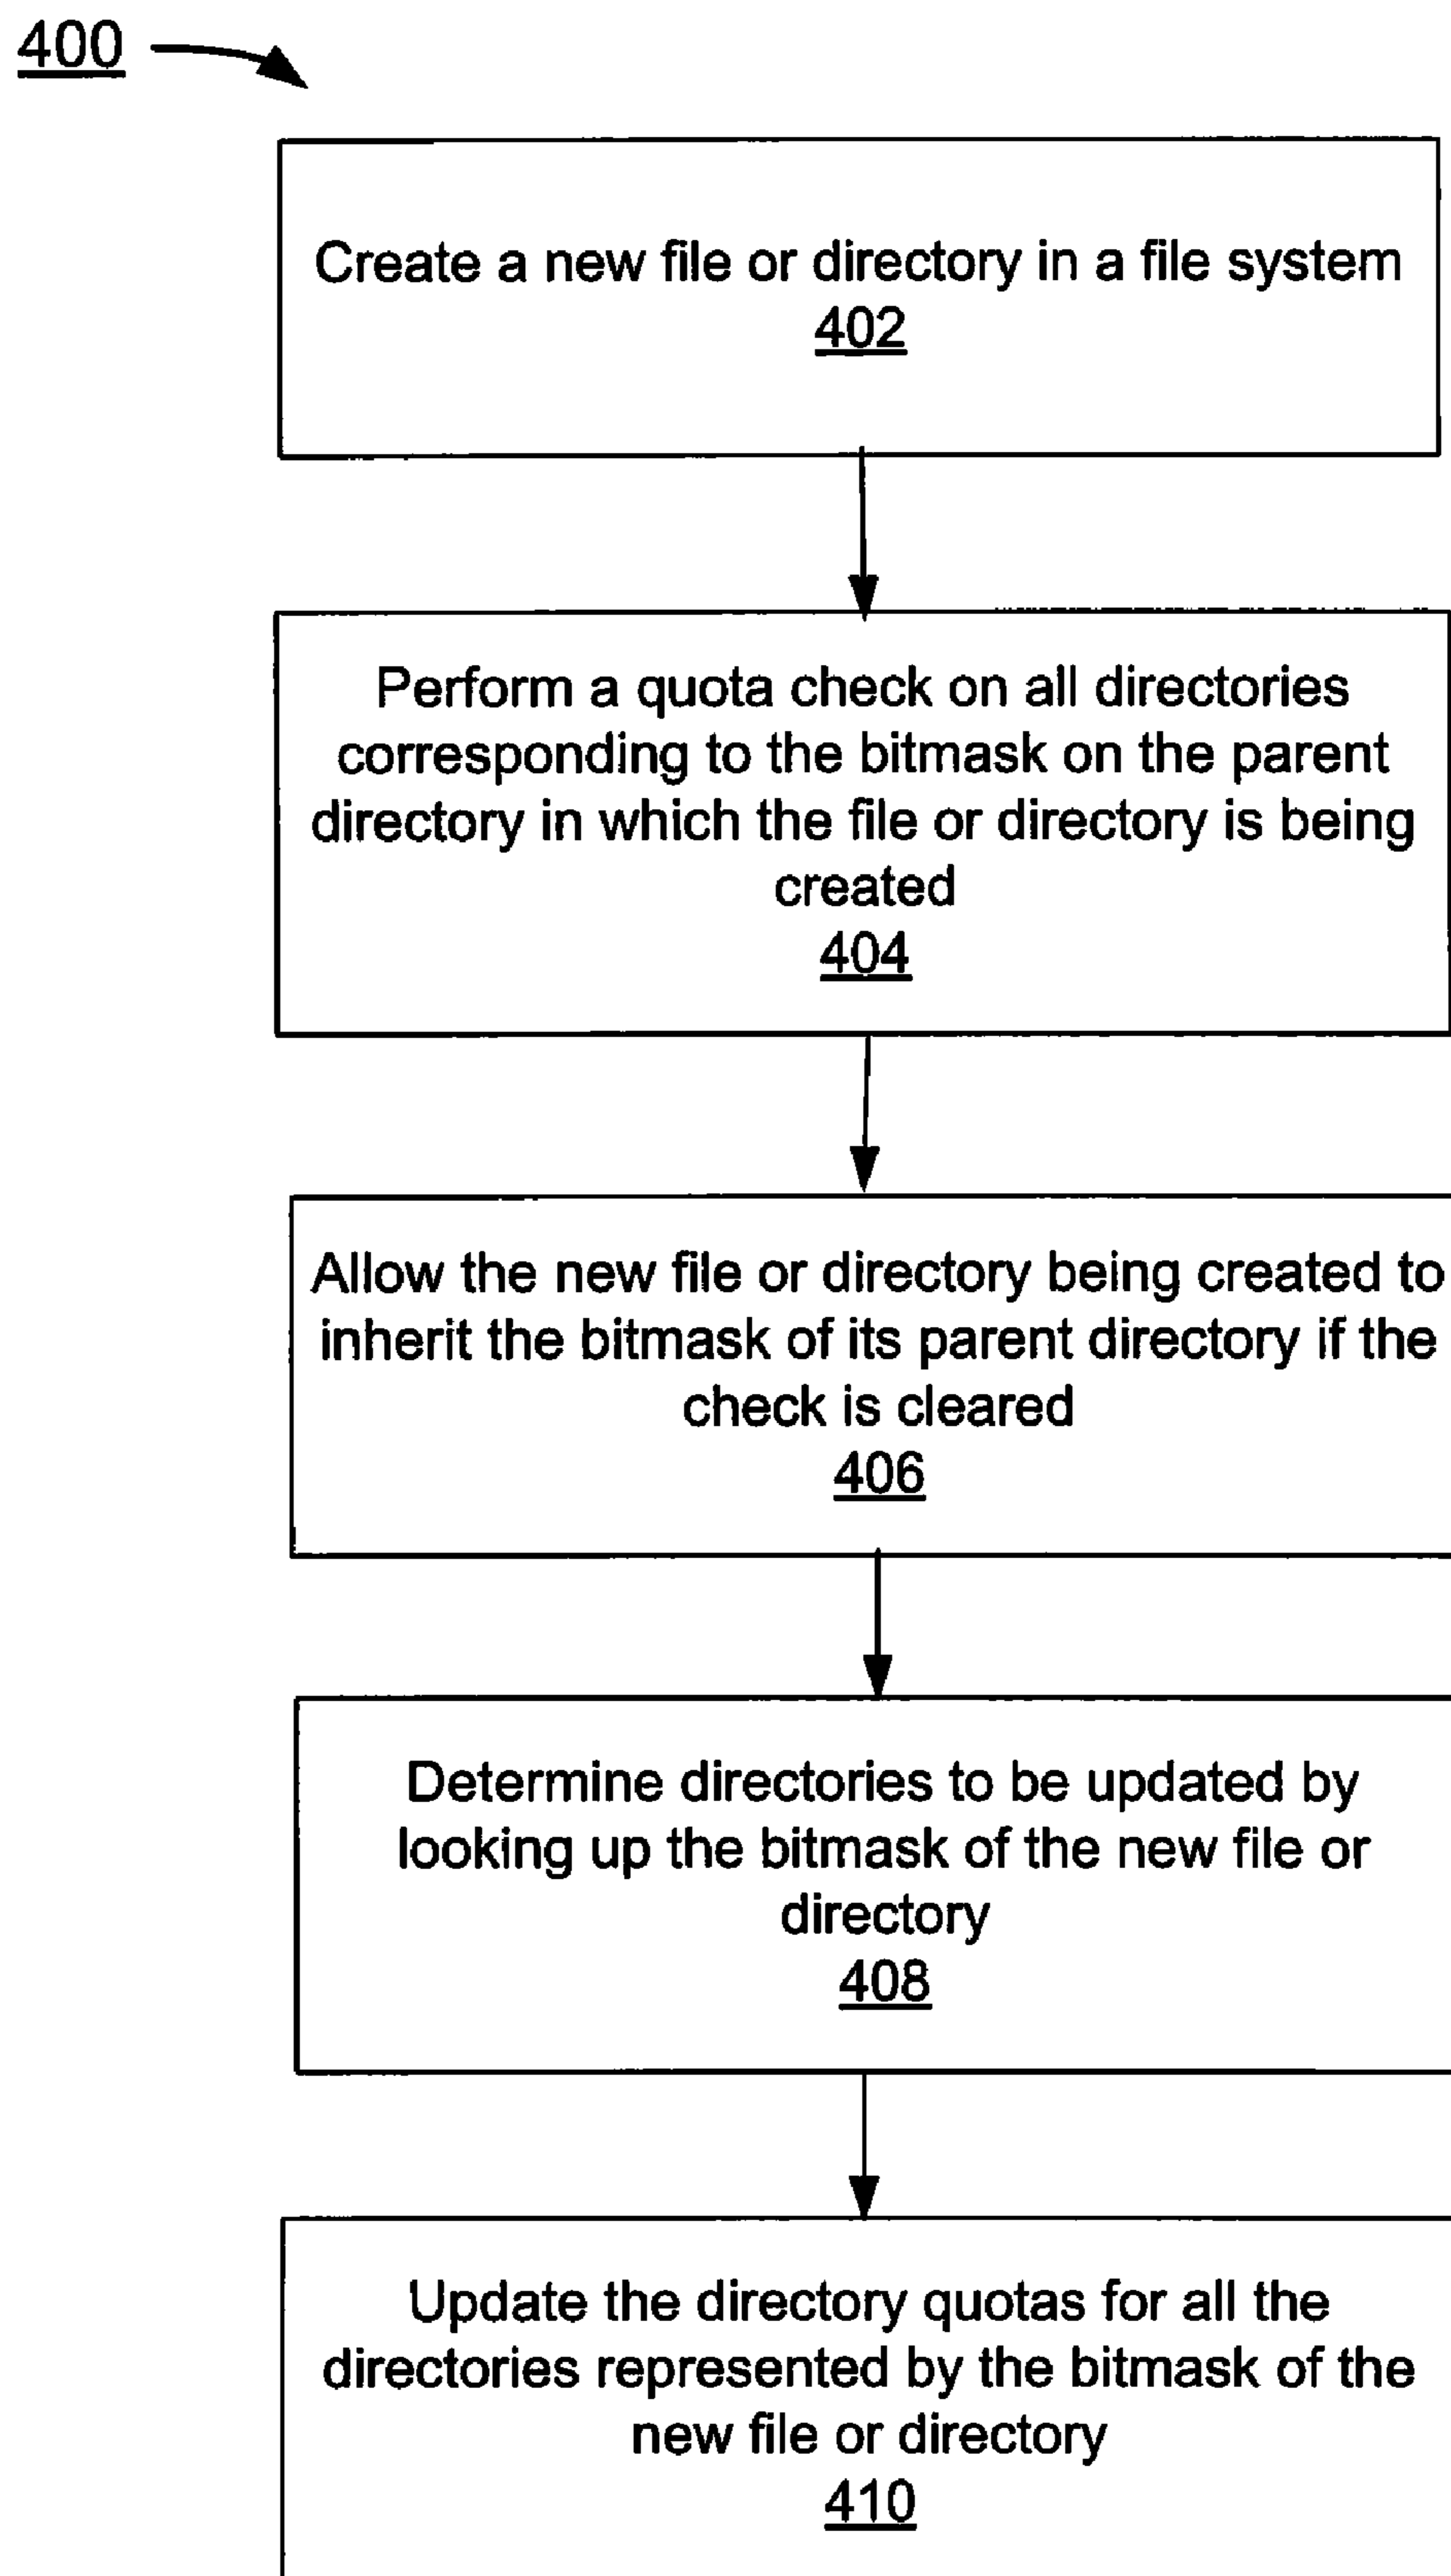 400
Create a new file or directory in a file system
402
Perform a quota check on all directories
corresponding to the bitmask on the parent
directory in which the file or directory is being
created
404
Allow the new file or directory being created to
inherit the bitmask of its parent directory if the
check is cleared
406
Determine directories to be updated by
looking up the bitmask of the new file or
directory
408
Update the directory quotas for all the
directories represented by the bitmask of the
new file or directory
410